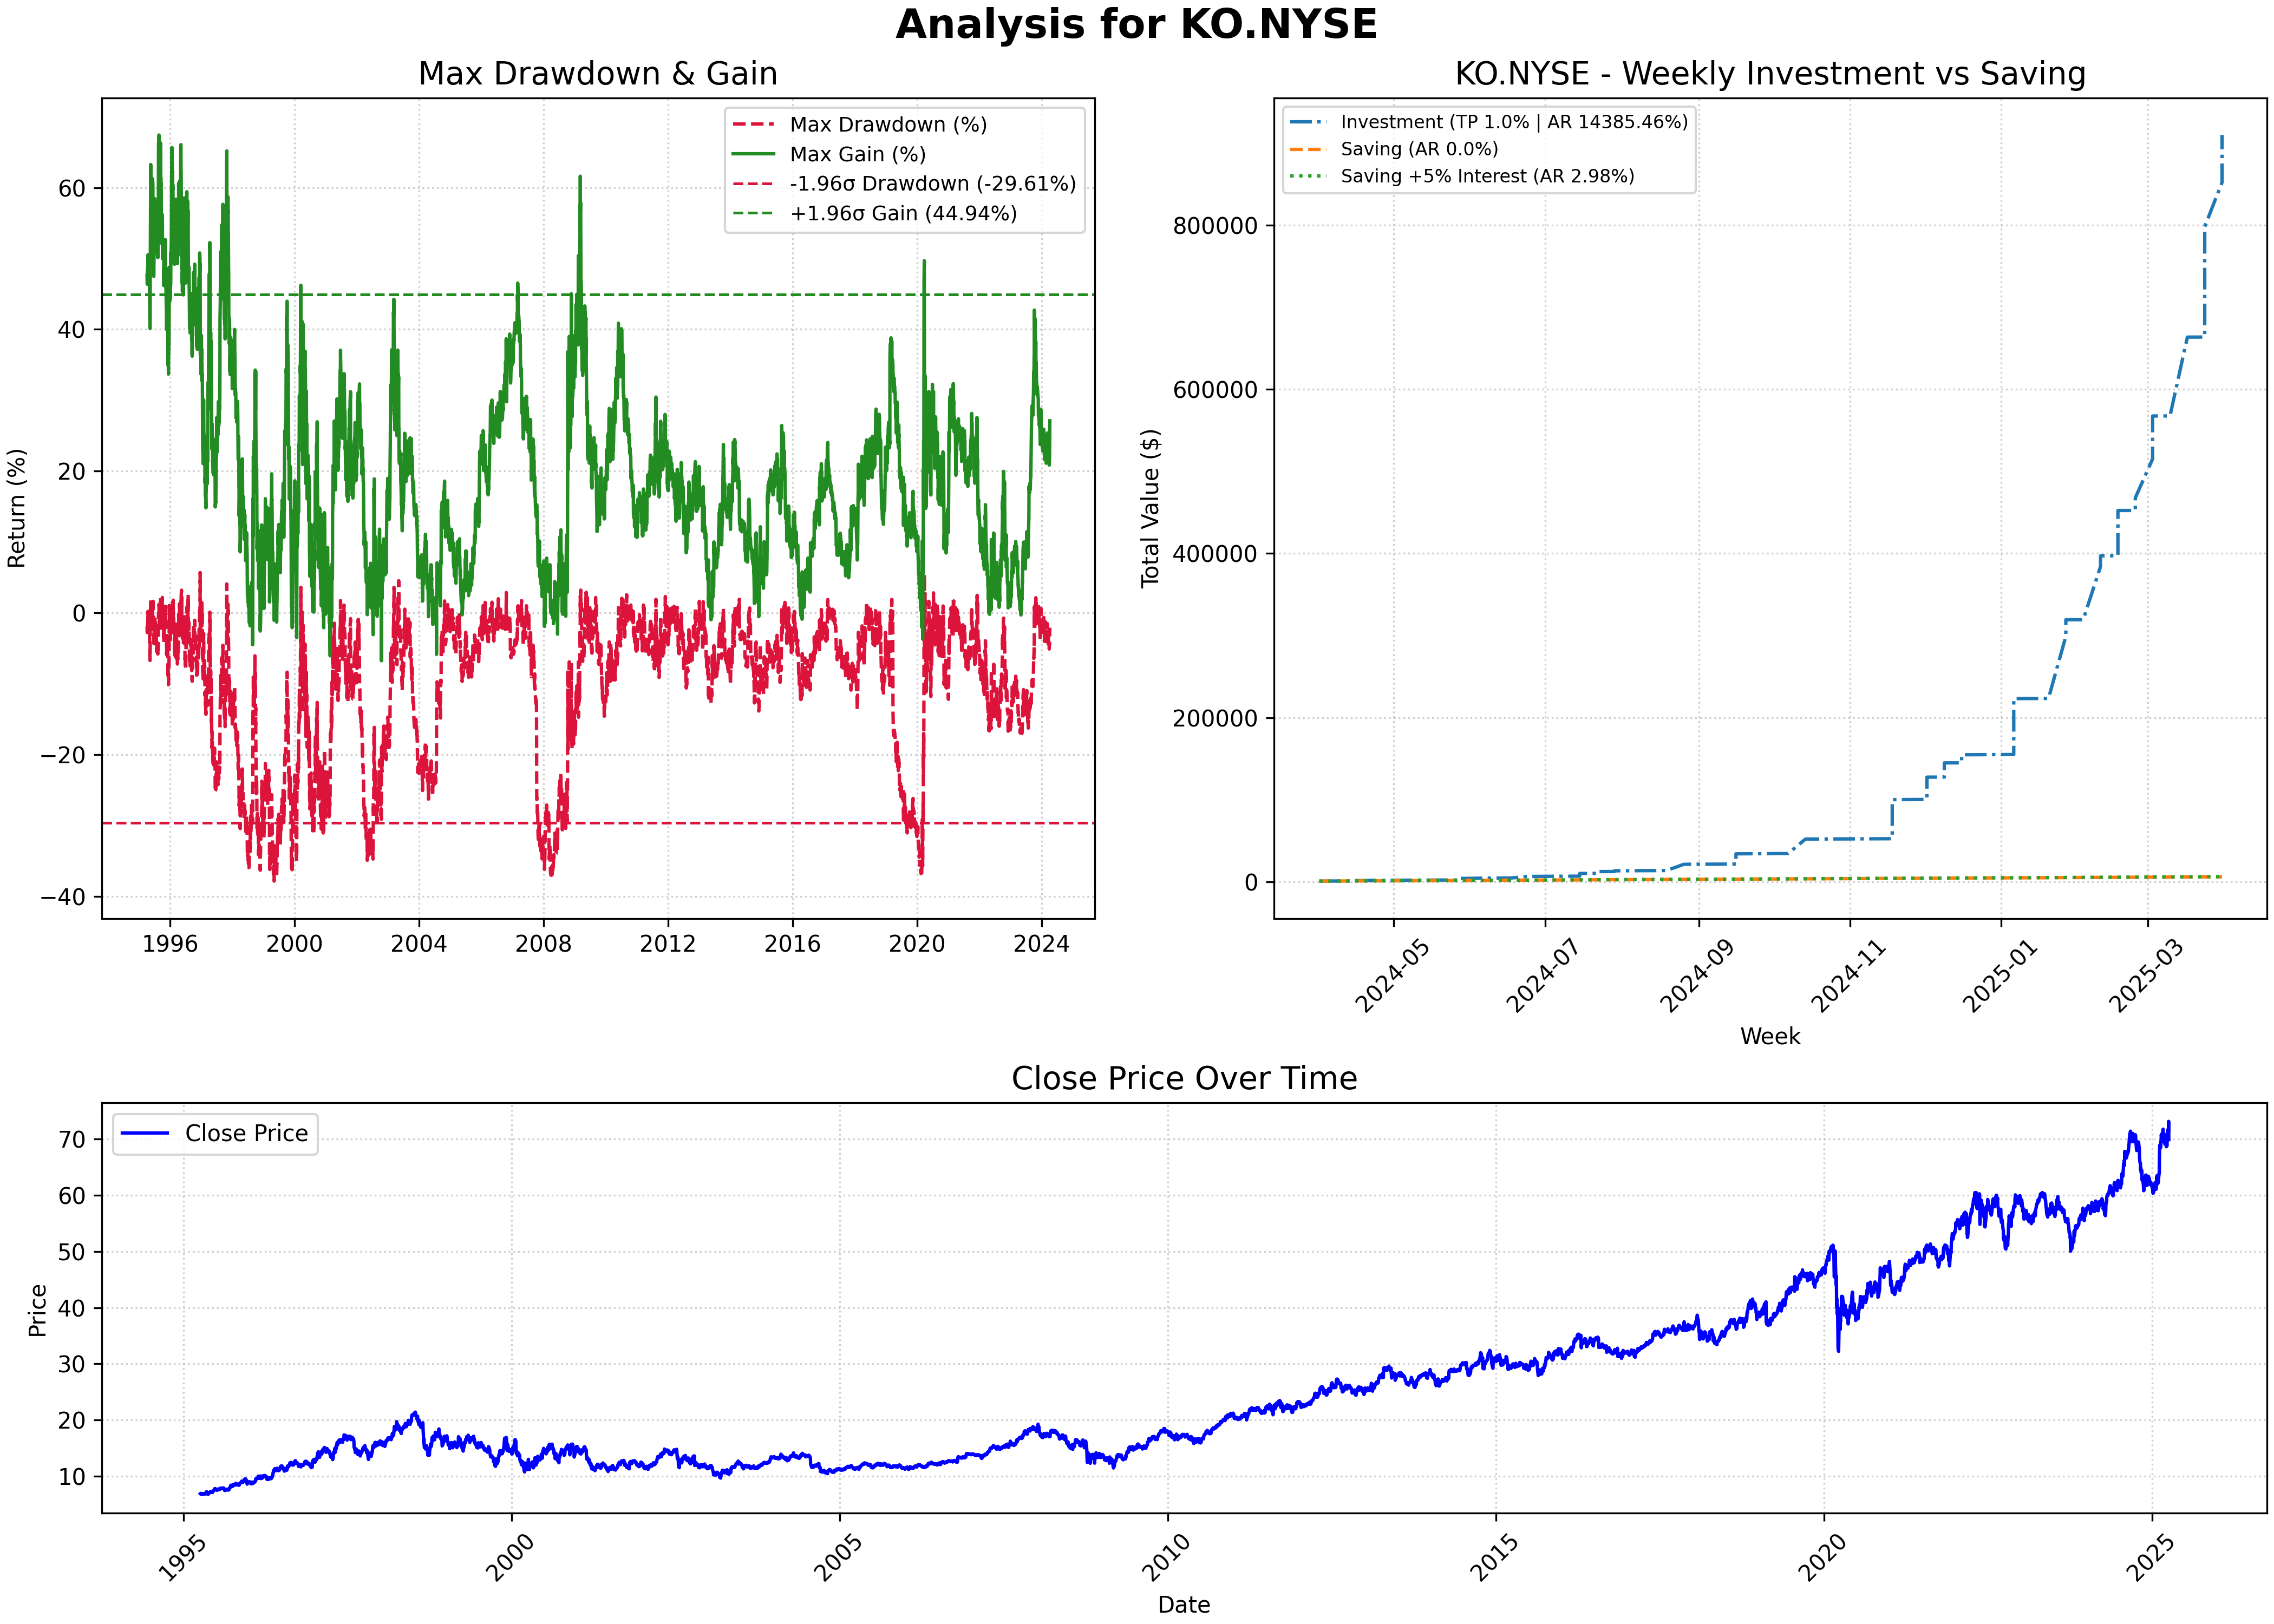 Analysis for KO.NYSE
Max Drawdown & Gain
Max Drawdown (%)
Max Gain (%)
-1.96σ Drawdown (-29.61%)
+1.96σ Gain (44.94%)
Return (%)
60
40
20
0
−20
−40
1996 2000 2004 2008 2012 2016 2020 2024
KO.NYSE - Weekly Investment vs Saving
Investment (TP 1.0% | AR 14385.46%)
Saving (AR 0.0%)
Saving +5% Interest (AR 2.98%)
Total Value ($)
800000
600000
400000
200000
0
2024-05 2024-07 2024-09 2024-11 2025-01 2025-03
Week
Close Price Over Time
Close Price
Price
70
60
50
40
30
20
10
1995 2000 2005 2010 2015 2020 2025
Date